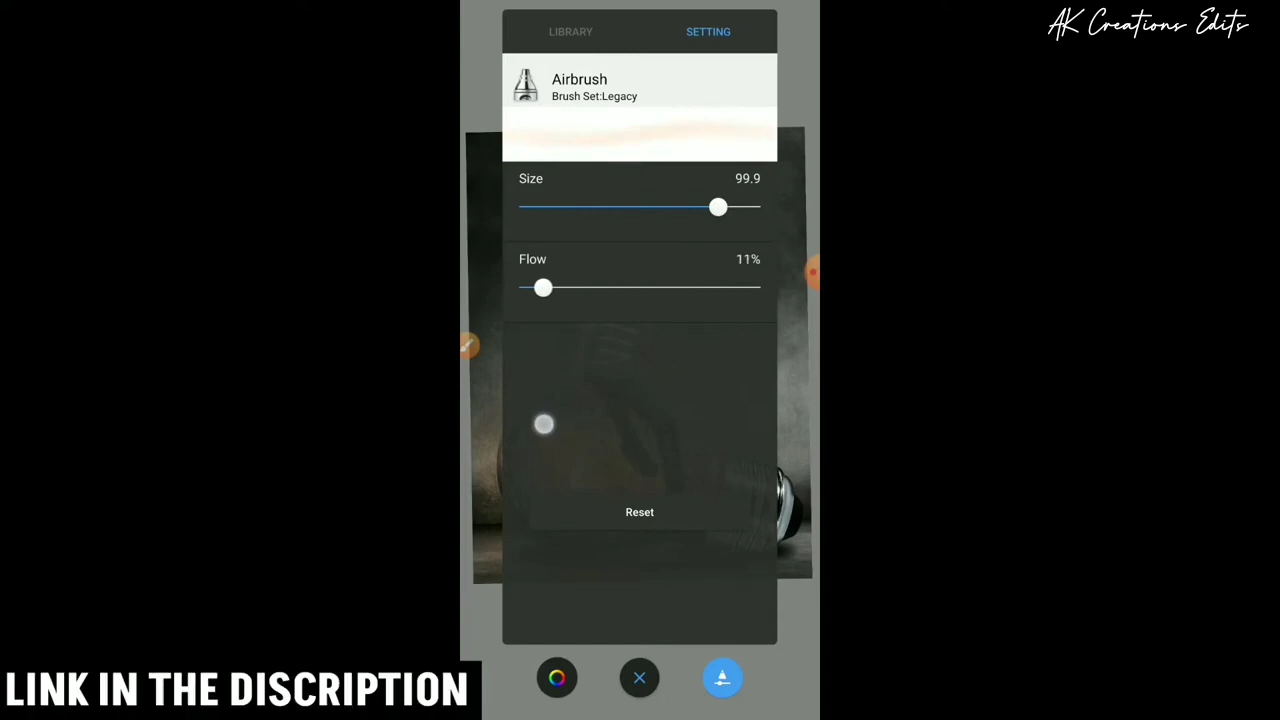 AK Creations Edits
LIBRARY
SETTING
Airbrush
Brush Set:Legacy
Size
99.9
Flow
11%
Reset
LINK IN THE DISCRIPTION